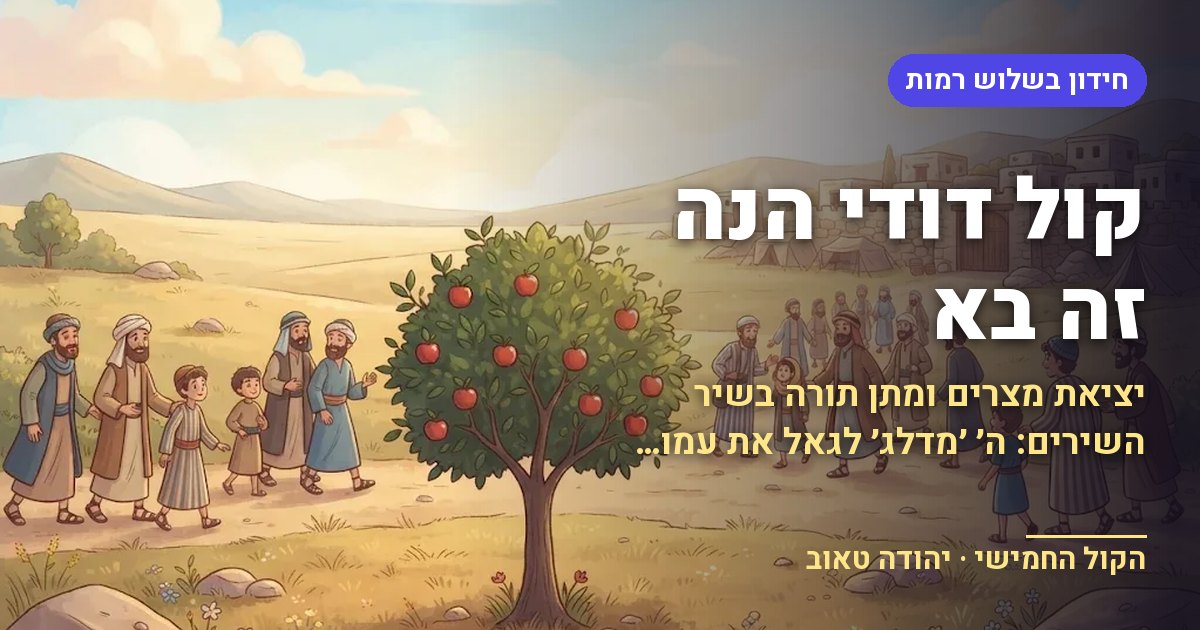 חידון בשלוש רמות
קול דודי הנה
זה בא
יציאת מצרים ומתן תורה בשיר
השירים: ה׳ ׳מדלג׳ לגאל את עמו...
הקול החמישי · יהודה טאוב